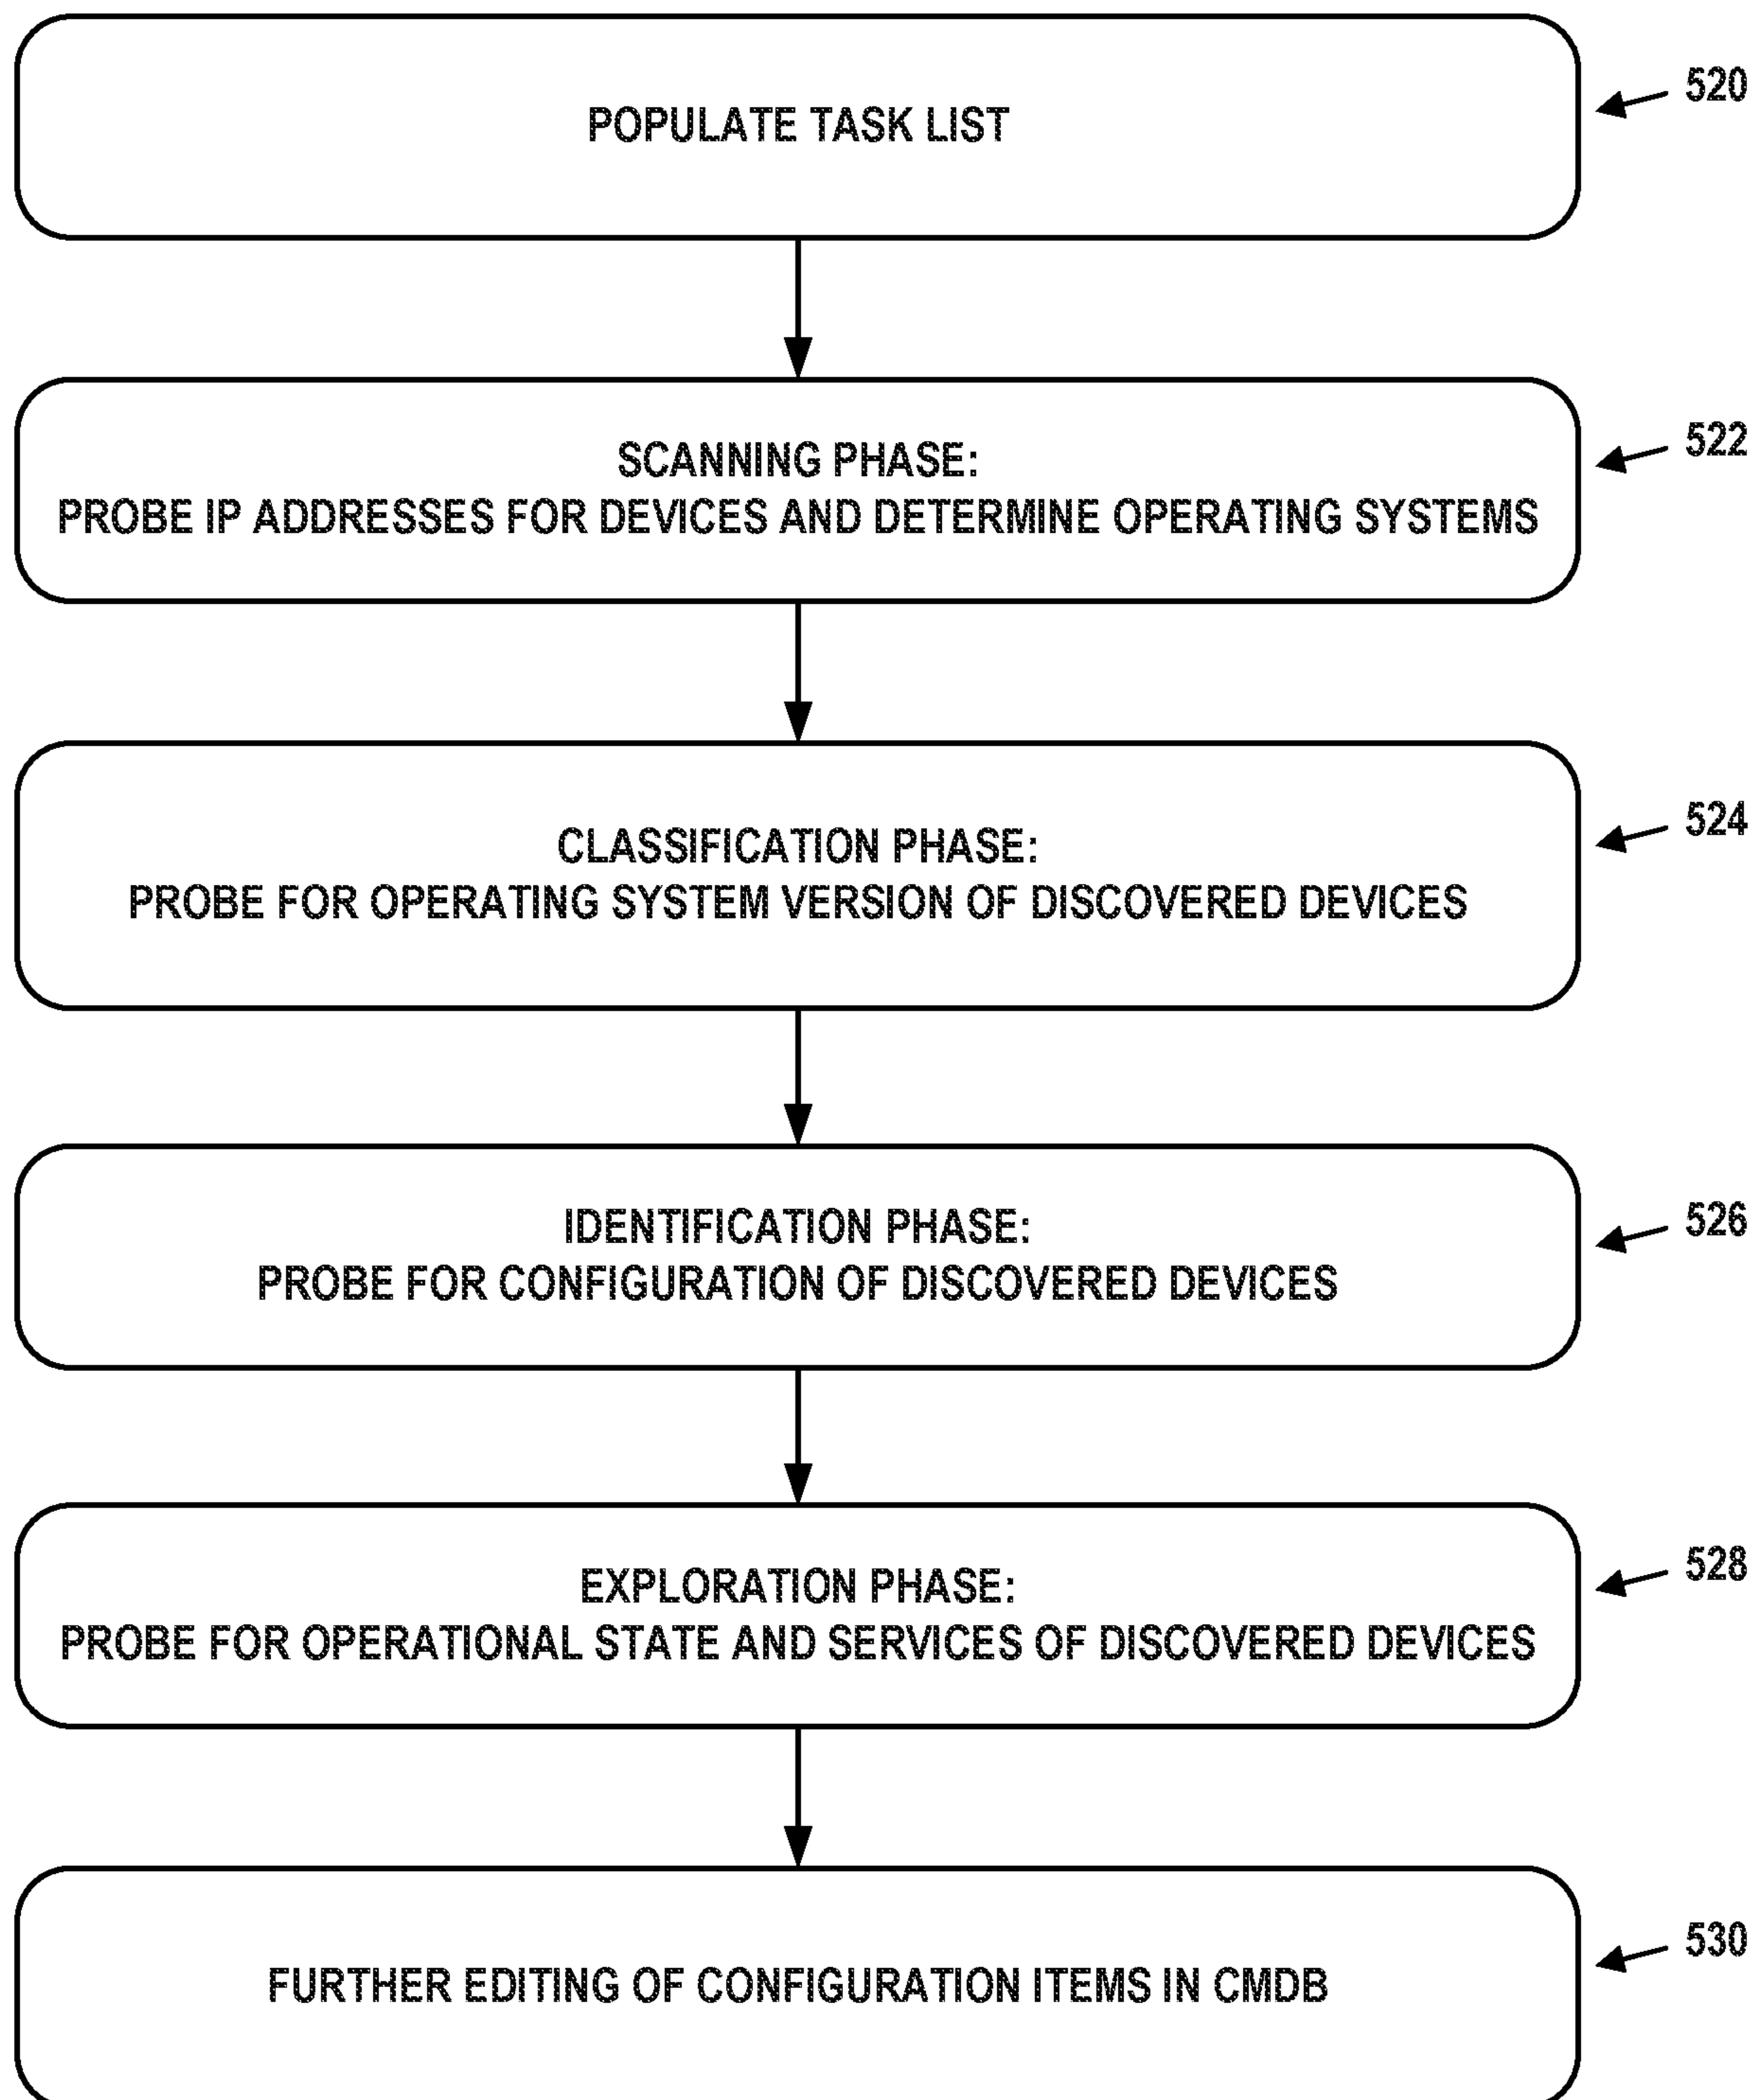 POPULATE TASK LIST
520
SCANNING PHASE:
PROBE IP ADDRESSES FOR DEVICES AND DETERMINE OPERATING SYSTEMS
522
CLASSIFICATION PHASE:
PROBE FOR OPERATING SYSTEM VERSION OF DISCOVERED DEVICES
524
IDENTIFICATION PHASE:
PROBE FOR CONFIGURATION OF DISCOVERED DEVICES
526
EXPLORATION PHASE:
PROBE FOR OPERATIONAL STATE AND SERVICES OF DISCOVERED DEVICES
528
FURTHER EDITING OF CONFIGURATION ITEMS IN CMDB
530